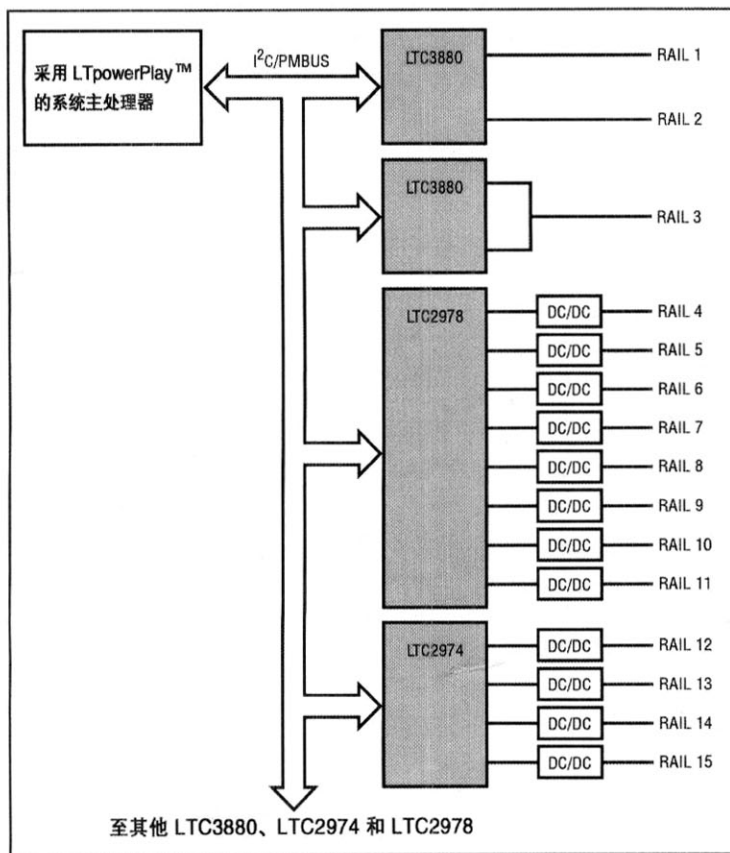 采用 LTpowerPlay™
的系统主处理器
I²C/PMBUS
LTC3880
RAIL 1
RAIL 2
LTC3880
RAIL 3
LTC2978
DC/DC RAIL 4
DC/DC RAIL 5
DC/DC RAIL 6
DC/DC RAIL 7
DC/DC RAIL 8
DC/DC RAIL 9
DC/DC RAIL 10
DC/DC RAIL 11
LTC2974
DC/DC RAIL 12
DC/DC RAIL 13
DC/DC RAIL 14
DC/DC RAIL 15
至其他 LTC3880、LTC2974 和 LTC2978